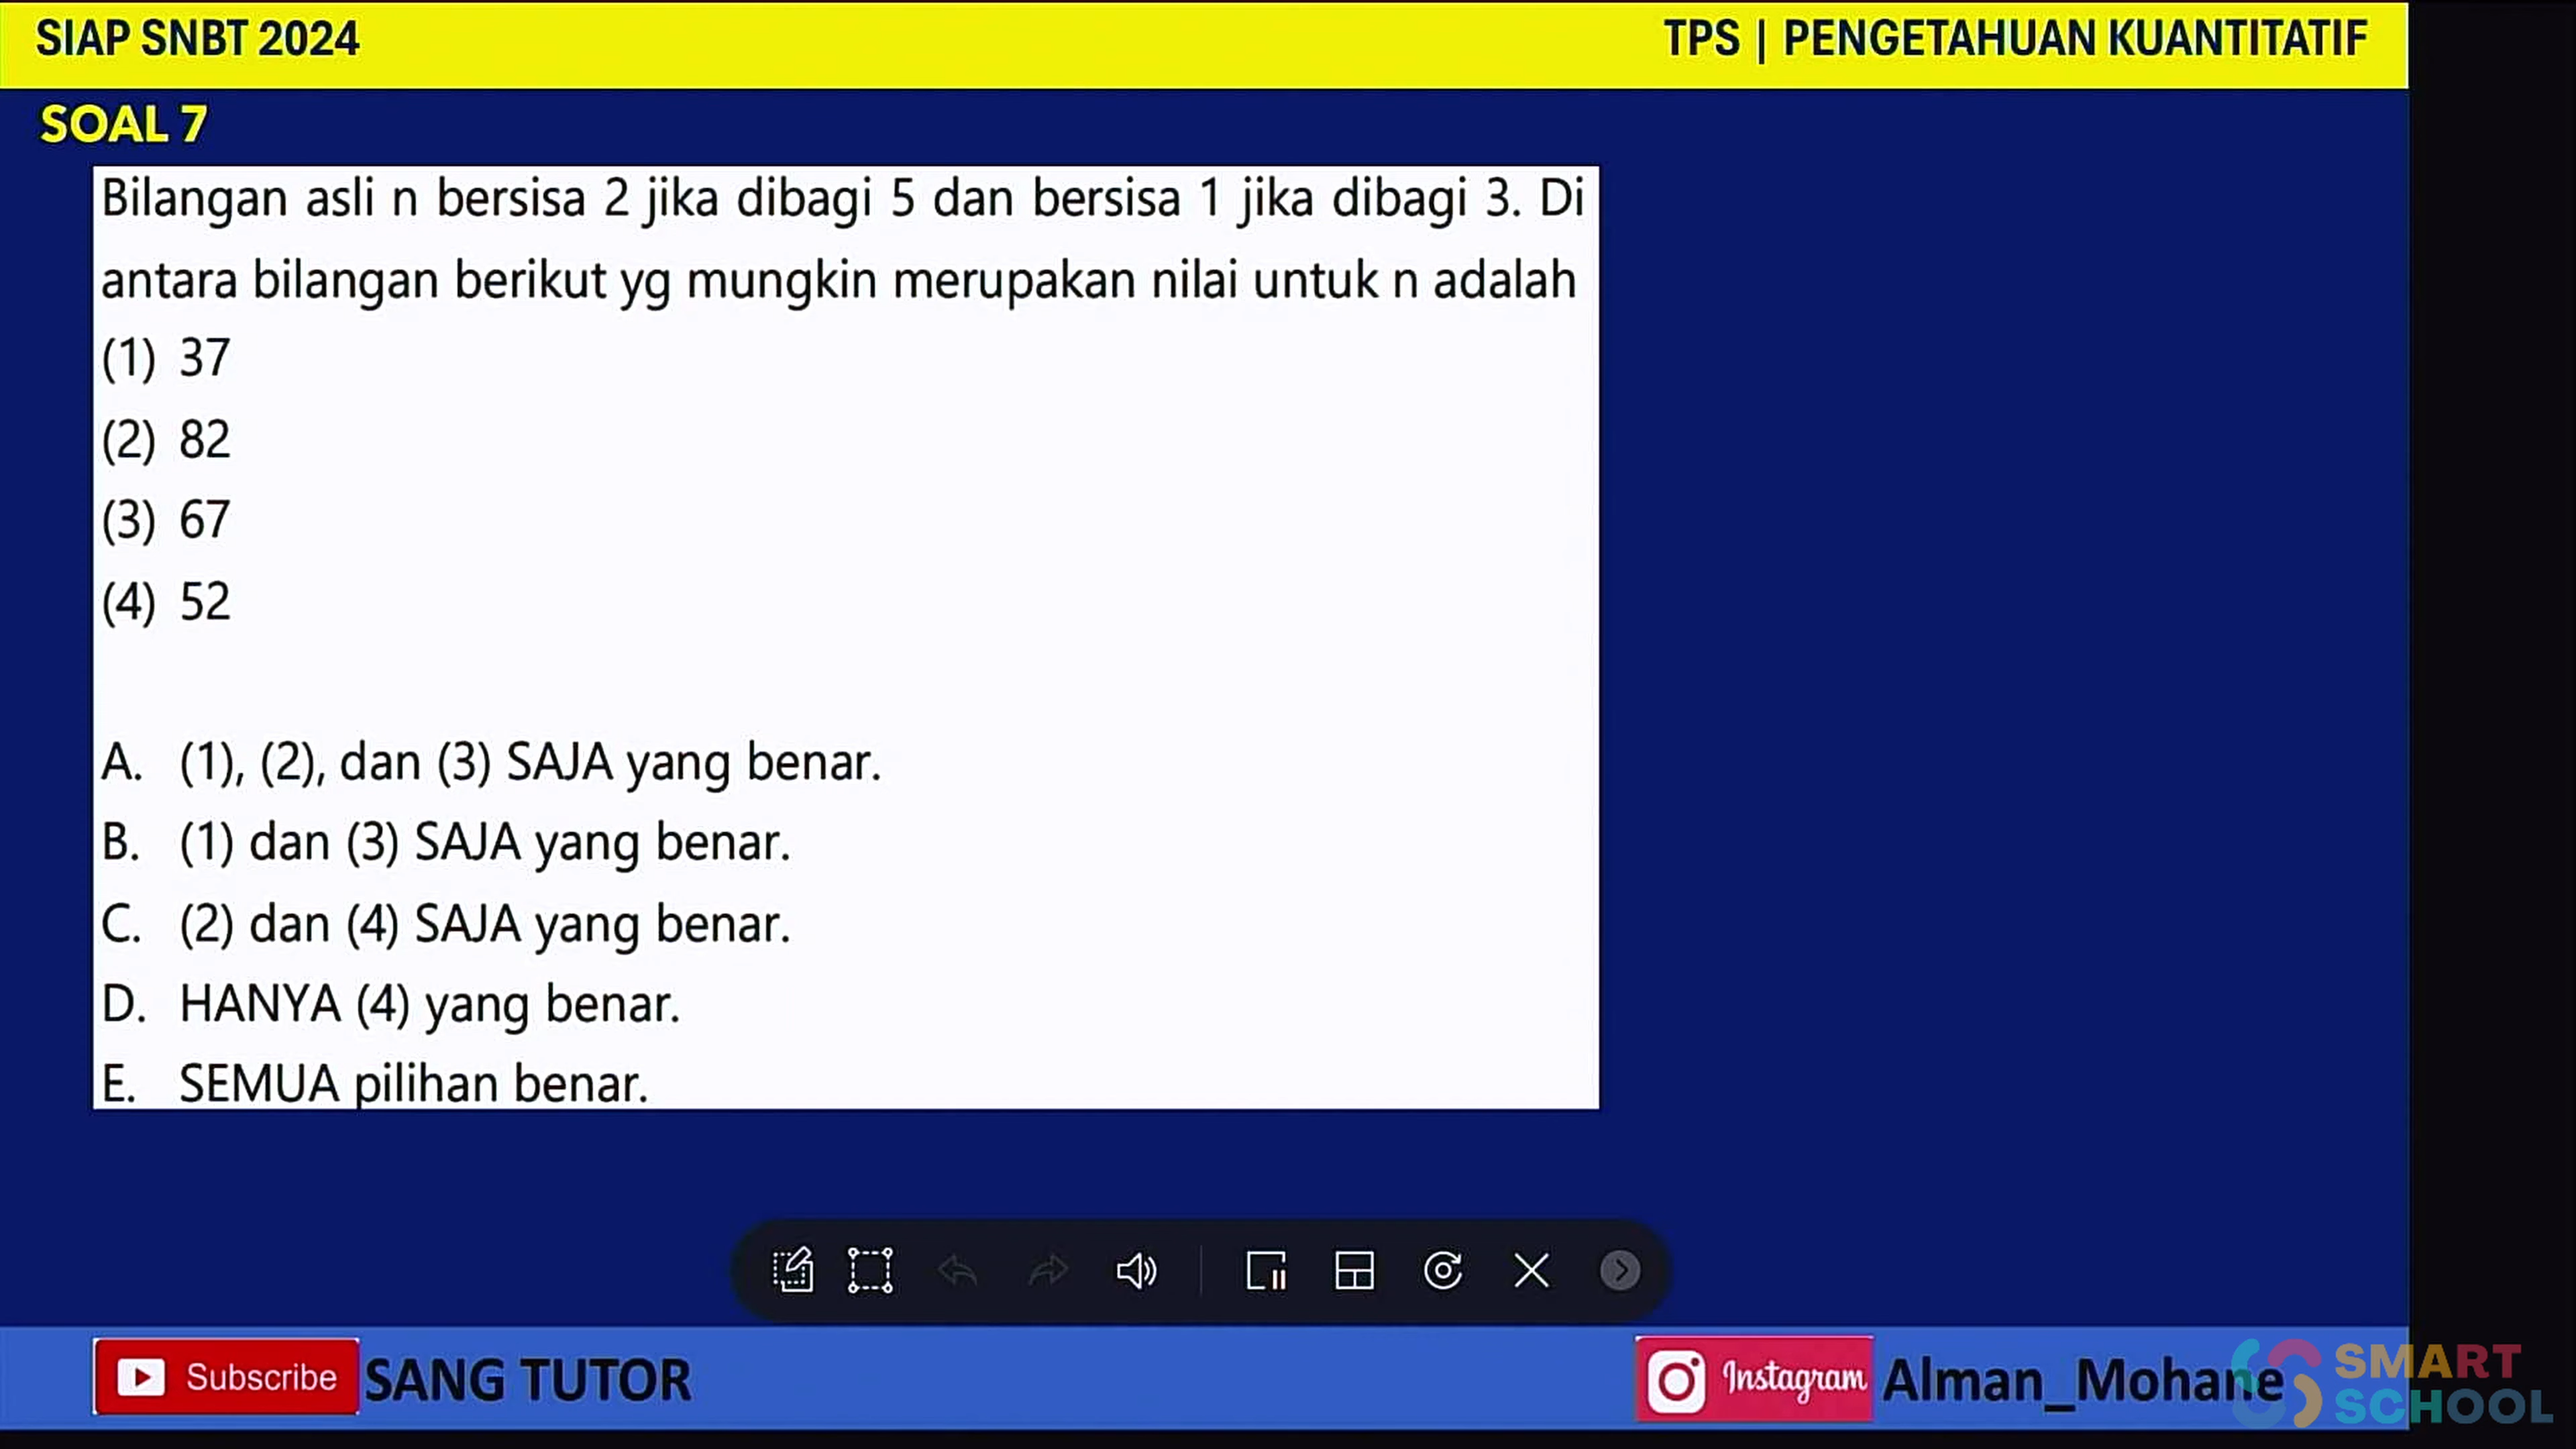 SIAP SNBT 2024
TPS | PENGETAHUAN KUANTITATIF
SOAL 7
Bilangan asli n bersisa 2 jika dibagi 5 dan bersisa 1 jika dibagi 3. Di
antara bilangan berikut yg mungkin merupakan nilai untuk n adalah
(1) 37
(2) 82
(3) 67
(4) 52
A. (1), (2), dan (3) SAJA yang benar.
B. (1) dan (3) SAJA yang benar.
C. (2) dan (4) SAJA yang benar.
D. HANYA (4) yang benar.
E. SEMUA pilihan benar.
Subscribe SANG TUTOR
Instagram Alman_Mohane
SMART
SCHOOL